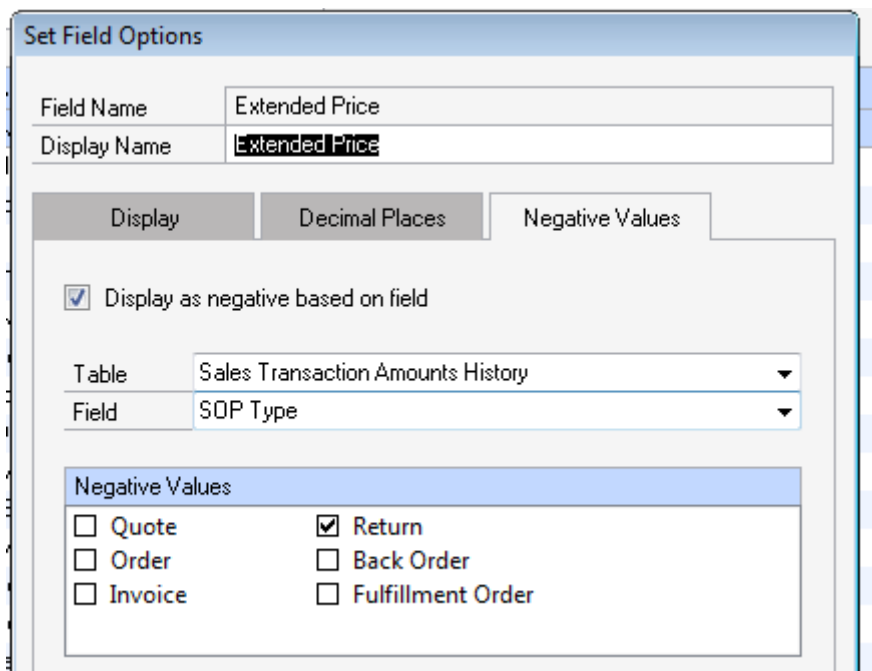 Set Field Options
Field Name Extended Price
Display Name Extended Price
Display Decimal Places Negative Values
Display as negative based on field
Table Sales Transaction Amounts History
Field SOP Type
Negative Values
Quote Return
Order Back Order
Invoice Fulfillment Order